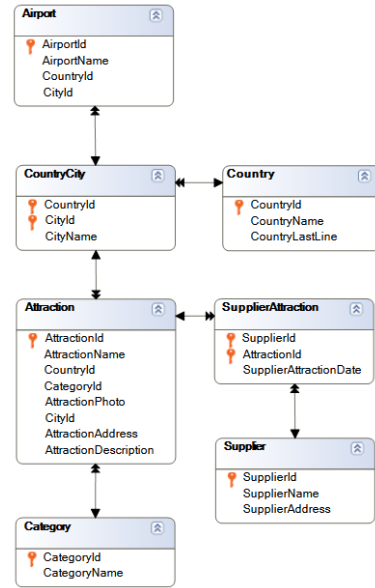 Airport
AirportId
AirportName
CountryId
CityId
CountryCity
CountryId
CityId
CityName
Country
CountryId
CountryName
CountryLastLine
Attraction
AttractionId
AttractionName
CountryId
CategoryId
AttractionPhoto
CityId
AttractionAddress
AttractionDescription
SupplierAttraction
SupplierId
AttractionId
SupplierAttractionDate
Supplier
SupplierId
SupplierName
SupplierAddress
Category
CategoryId
CategoryName